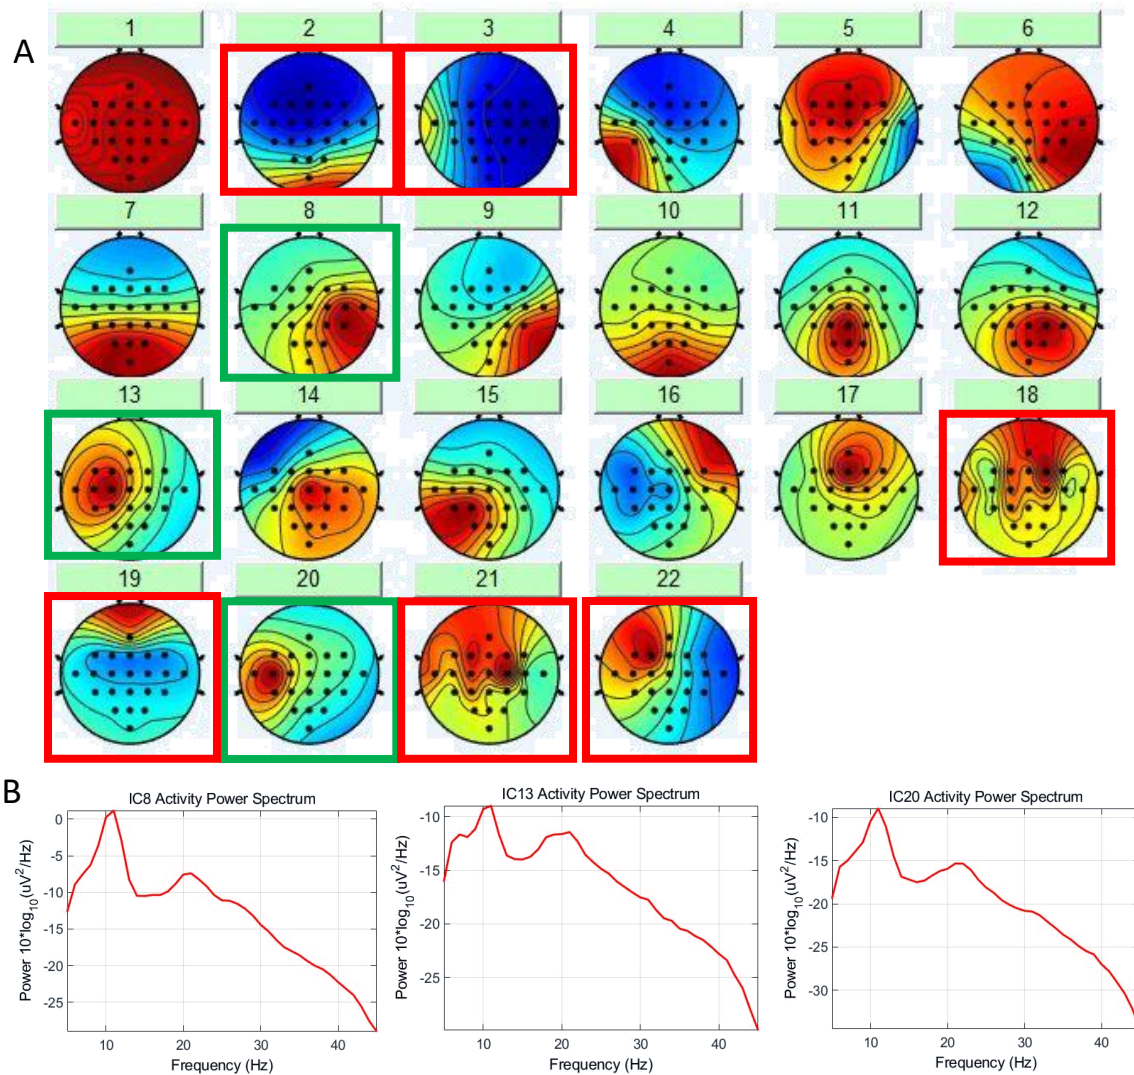 A
1 2 3 4 5 6
7 8 9 10 11 12
13 14 15 16 17 18
19 20 21 22
B
IC8 Activity Power Spectrum
Power 10*log10(uV2/Hz)
0
-5
-10
-15
-20
-25
10 20 30 40
Frequency (Hz)
IC13 Activity Power Spectrum
Power 10*log10(uV2/Hz)
-10
-15
-20
-25
10 20 30 40
Frequency (Hz)
IC20 Activity Power Spectrum
Power 10*log10(uV2/Hz)
-10
-15
-20
-25
-30
10 20 30 40
Frequency (Hz)